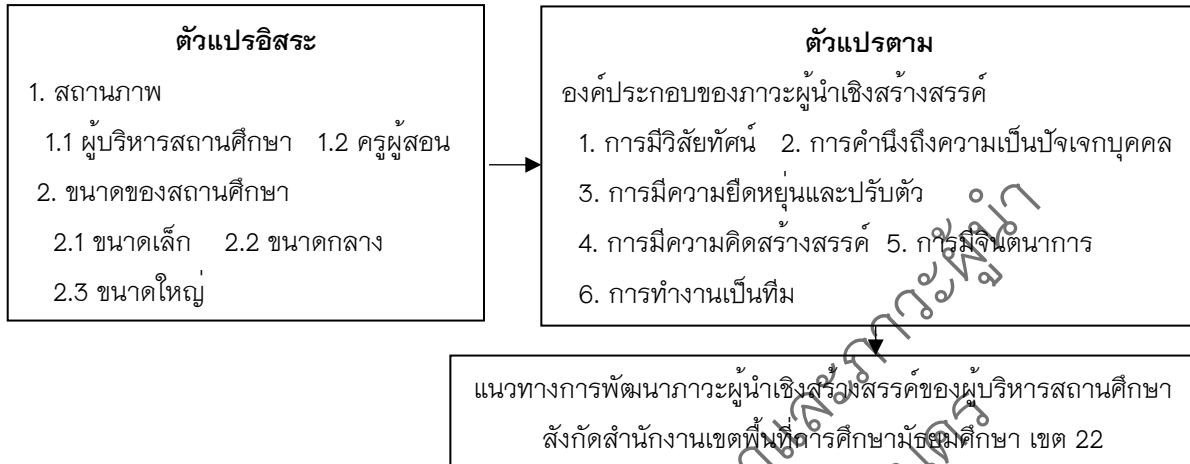 ตัวแปรอิสระ
1. สถานภาพ
1.1 ผู้บริหารสถานศึกษา 1.2 ครูผู้สอน
2. ขนาดของสถานศึกษา
2.1 ขนาดเล็ก 2.2 ขนาดกลาง
2.3 ขนาดใหญ่
ตัวแปรตาม
องค์ประกอบของภาวะผู้นำเชิงสร้างสรรค์
1. การมีวิสัยทัศน์ 2. การคำนึงถึงความเป็นปัจเจกบุคคล
3. การมีความยืดหยุ่นและปรับตัว
4. การมีความคิดสร้างสรรค์ 5. การมีจินตนาการ
6. การทำงานเป็นทีม
แนวทางการพัฒนาภาวะผู้นำเชิงสร้างสรรค์ของผู้บริหารสถานศึกษา
สังกัดสำนักงานเขตพื้นที่การศึกษามัธยมศึกษา เขต 22
และภาวะผู้นำ